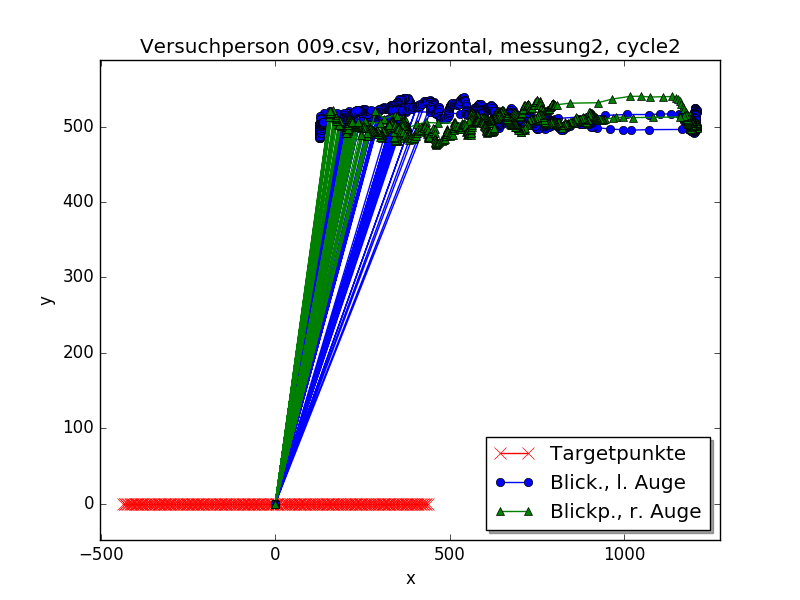 Versuchperson 009.csv, horizontal, messung2, cycle2
500
400
300
200
100
0
y
−500
0
500
1000
x
Targetpunkte
Blick., l. Auge
Blickp., r. Auge